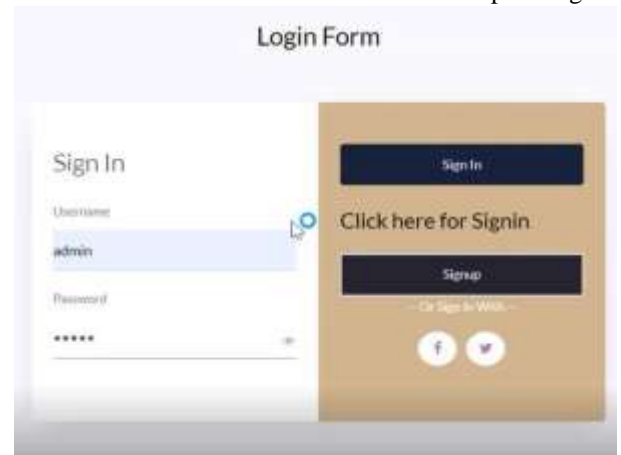 Login Form
Sign In
Username
admin
Password
•••••
Sign In
Click here for Signin
Signup
-- Or Sign In With --